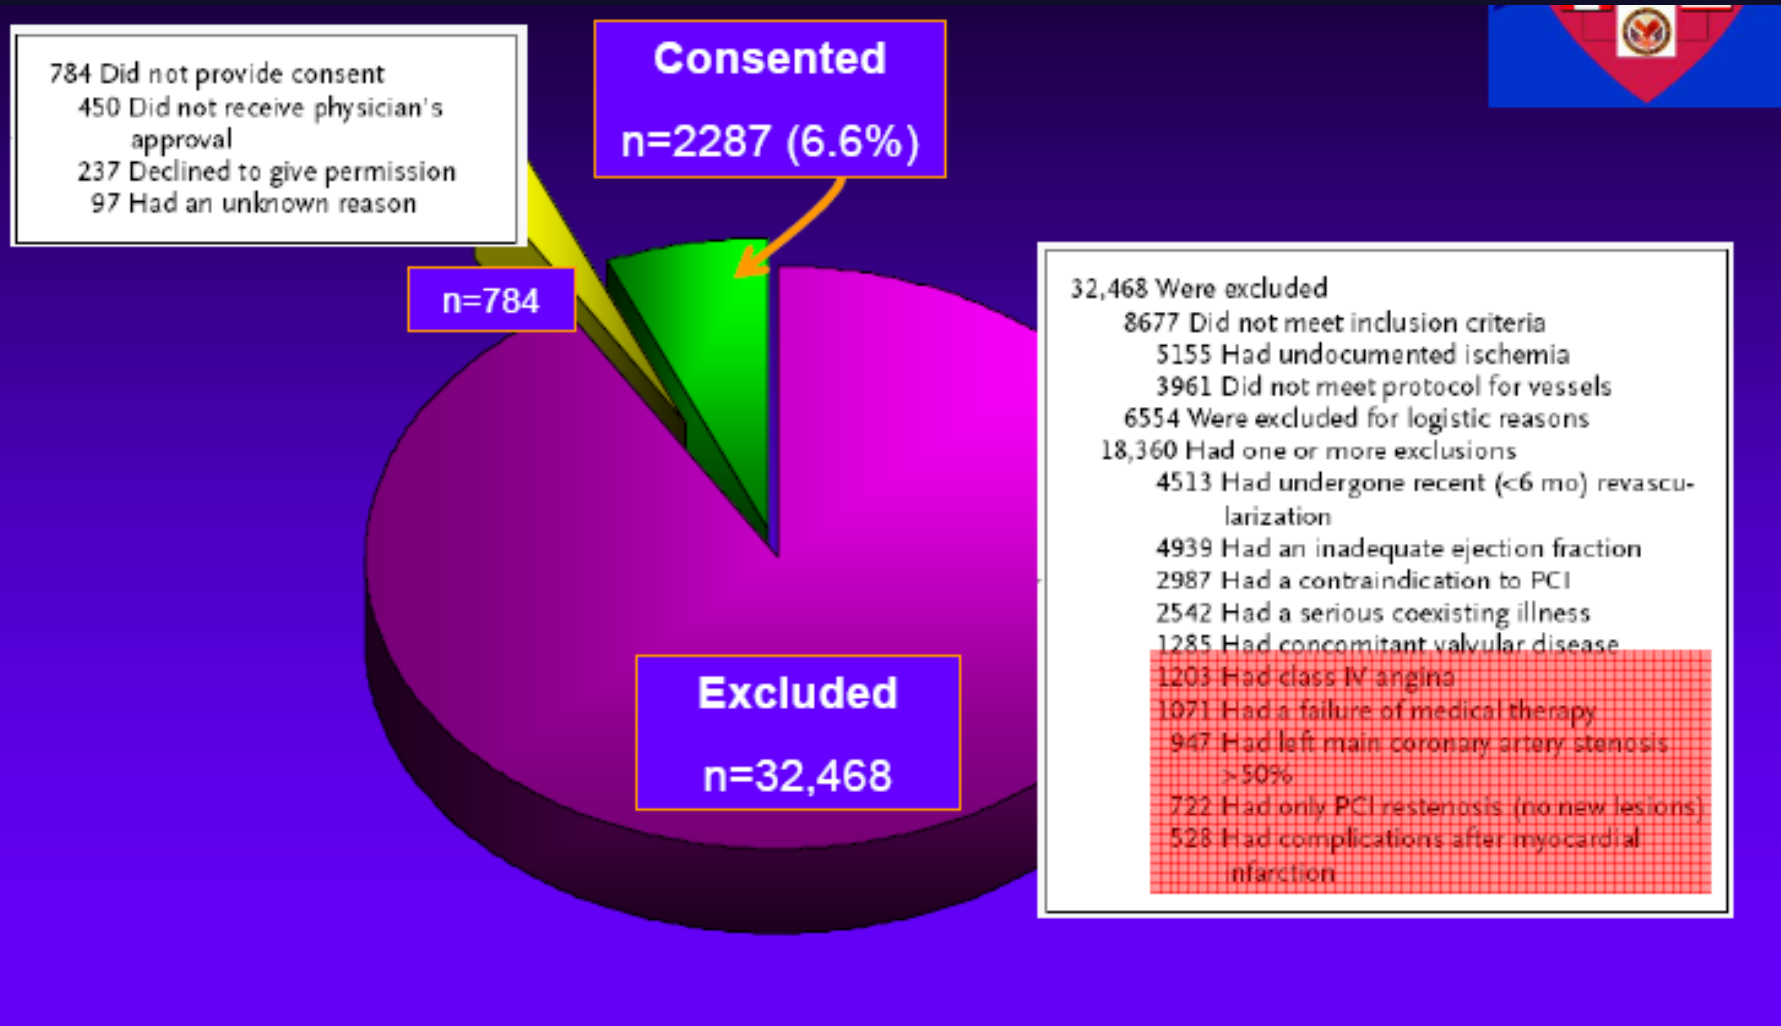 784 Did not provide consent
450 Did not receive physician's
approval
237 Declined to give permission
97 Had an unknown reason
Consented
n=2287 (6.6%)
n=784
Excluded
n=32,468
32,468 Were excluded
8677 Did not meet inclusion criteria
5155 Had undocumented ischemia
3961 Did not meet protocol for vessels
6554 Were excluded for logistic reasons
18,360 Had one or more exclusions
4513 Had undergone recent (<6 mo) revascu-
larization
4939 Had an inadequate ejection fraction
2987 Had a contraindication to PCI
2542 Had a serious coexisting illness
1285 Had concomitant valvular disease
1203 Had class IV angina
1071 Had a failure of medical therapy
947 Had left main coronary artery stenosis
>50%
722 Had only PCI restenosis (no new lesions)
528 Had complications after myocardial
infarction